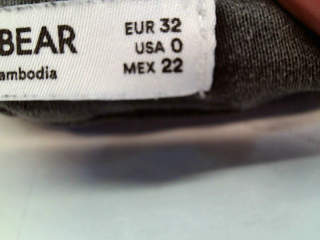 BEAR
ambodia
EUR 32
USA 0
MEX 22